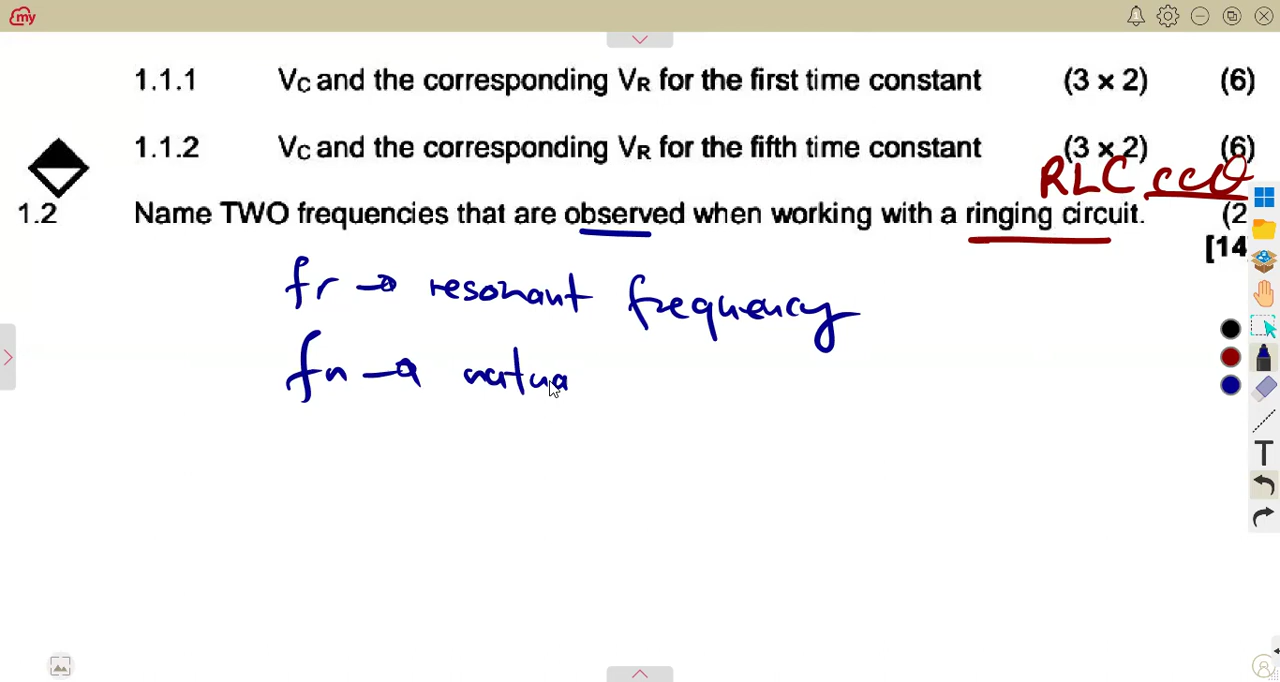 my
1.1.1 VC and the corresponding VR for the first time constant (3 × 2) (6)
1.1.2 VC and the corresponding VR for the fifth time constant (3 × 2) (6)
RLC
1.2 Name TWO frequencies that are observed when working with a ringing circuit. (2
[14
fr → resonant frequency
fn → natua
T